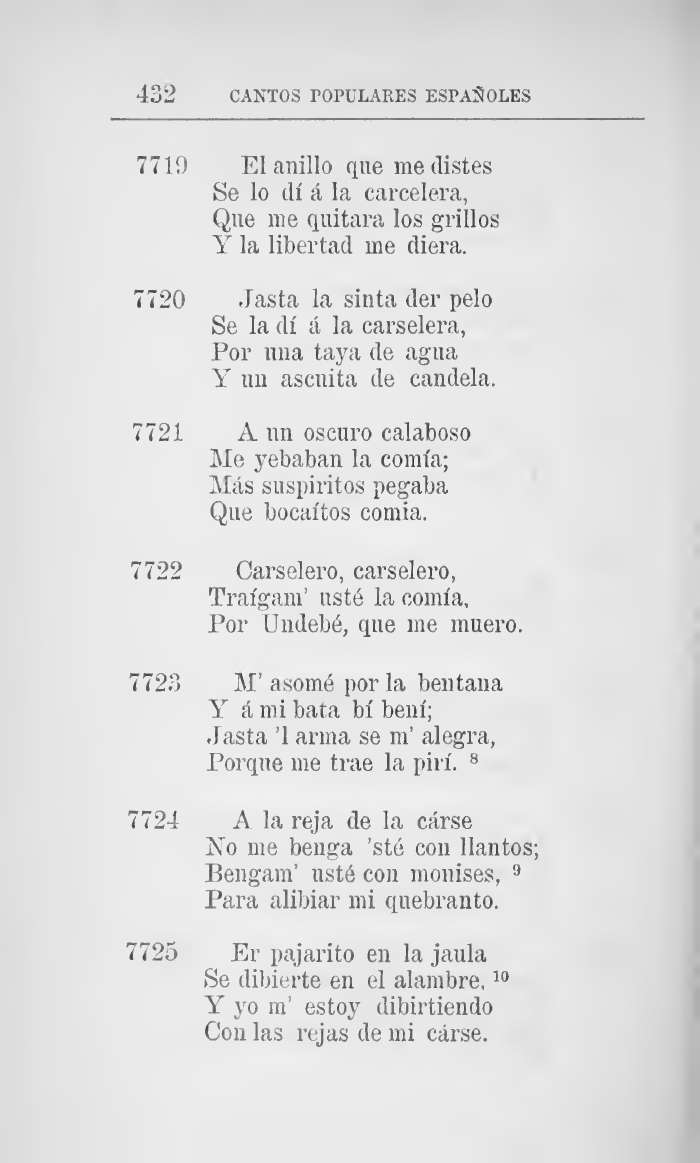 432 CANTOS POPULARES ESPAÑOLES
7719 El anillo que me distes
Se lo dí á la carcelera,
Que me quitara los grillos
Y la libertad me diera.
7720 Jasta la sinta der pelo
Se la dí á la carselera,
Por una taya de agua
Y un ascuita de candela.
7721 A un oscuro calaboso
Me yebaban la comía;
Más suspiritos pegaba
Que bocaítos comia.
7722 Carselero, carselero,
Traígam' usté la comía,
Por Undebé, que me muero.
7723 M' asomé por la bentana
Y á mi bata bí bení;
Jasta 'l arma se m' alegra,
Porque me trae la pirí. 8
7724 A la reja de la cárse
No me benga 'sté con llantos;
Bengam' usté con monises, 9
Para alibiar mi quebranto.
7725 Er pajarito en la jaula
Se dibierte en el alambre, 10
Y yo m' estoy dibirtiendo
Con las rejas de mi cárse.